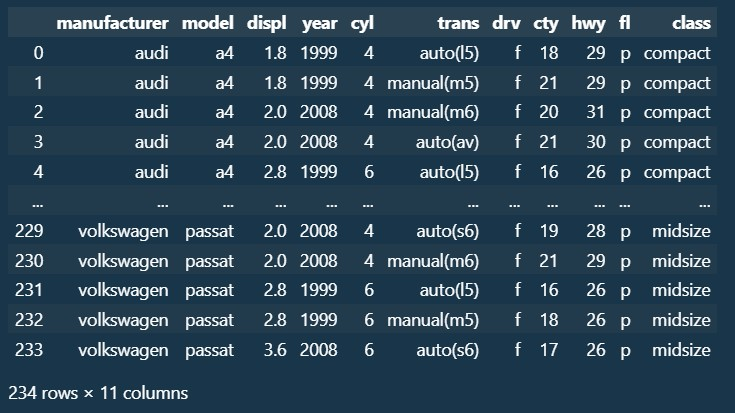 manufacturer model displ year cyl trans drv cty hwy fl class
0 audi a4 1.8 1999 4 auto(l5) f 18 29 p compact
1 audi a4 1.8 1999 4 manual(m5) f 21 29 p compact
2 audi a4 2.0 2008 4 manual(m6) f 20 31 p compact
3 audi a4 2.0 2008 4 auto(av) f 21 30 p compact
4 audi a4 2.8 1999 6 auto(l5) f 16 26 p compact
... ... ... ... ... ... ... ... ... ... ... ...
229 volkswagen passat 2.0 2008 4 auto(s6) f 19 28 p midsize
230 volkswagen passat 2.0 2008 4 manual(m6) f 21 29 p midsize
231 volkswagen passat 2.8 1999 6 auto(l5) f 16 26 p midsize
232 volkswagen passat 2.8 1999 6 manual(m5) f 18 26 p midsize
233 volkswagen passat 3.6 2008 6 auto(s6) f 17 26 p midsize
234 rows × 11 columns